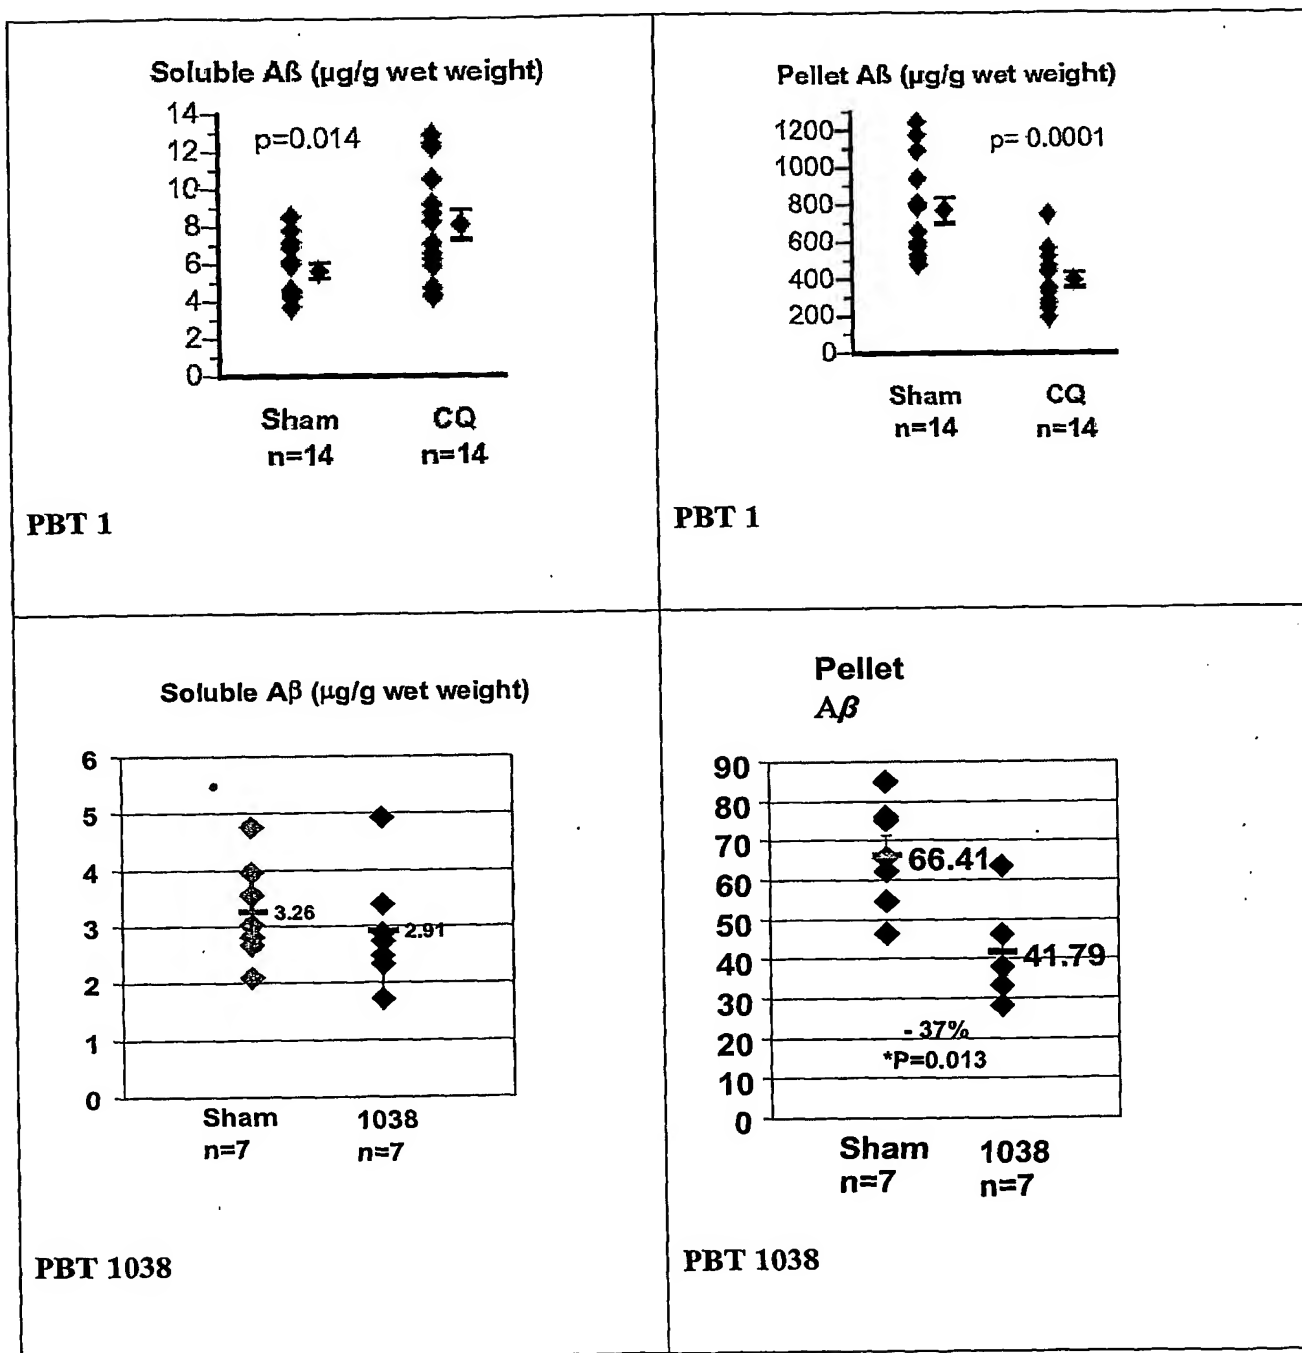 Soluble Aß (µg/g wet weight)
14
12
10
8
6
4
2
0
p=0.014
Sham
n=14
CQ
n=14
PBT 1
Pellet Aß (µg/g wet weight)
1200
1000
800
600
400
200
0
p= 0.0001
Sham
n=14
CQ
n=14
PBT 1
Soluble Aβ (µg/g wet weight)
6
5
4
3
2
1
0
3.26
2.91
Sham
n=7
1038
n=7
PBT 1038
Pellet
Aβ
90
80
70
60
50
40
30
20
10
0
66.41
41.79
- 37%
*P=0.013
Sham
n=7
1038
n=7
PBT 1038